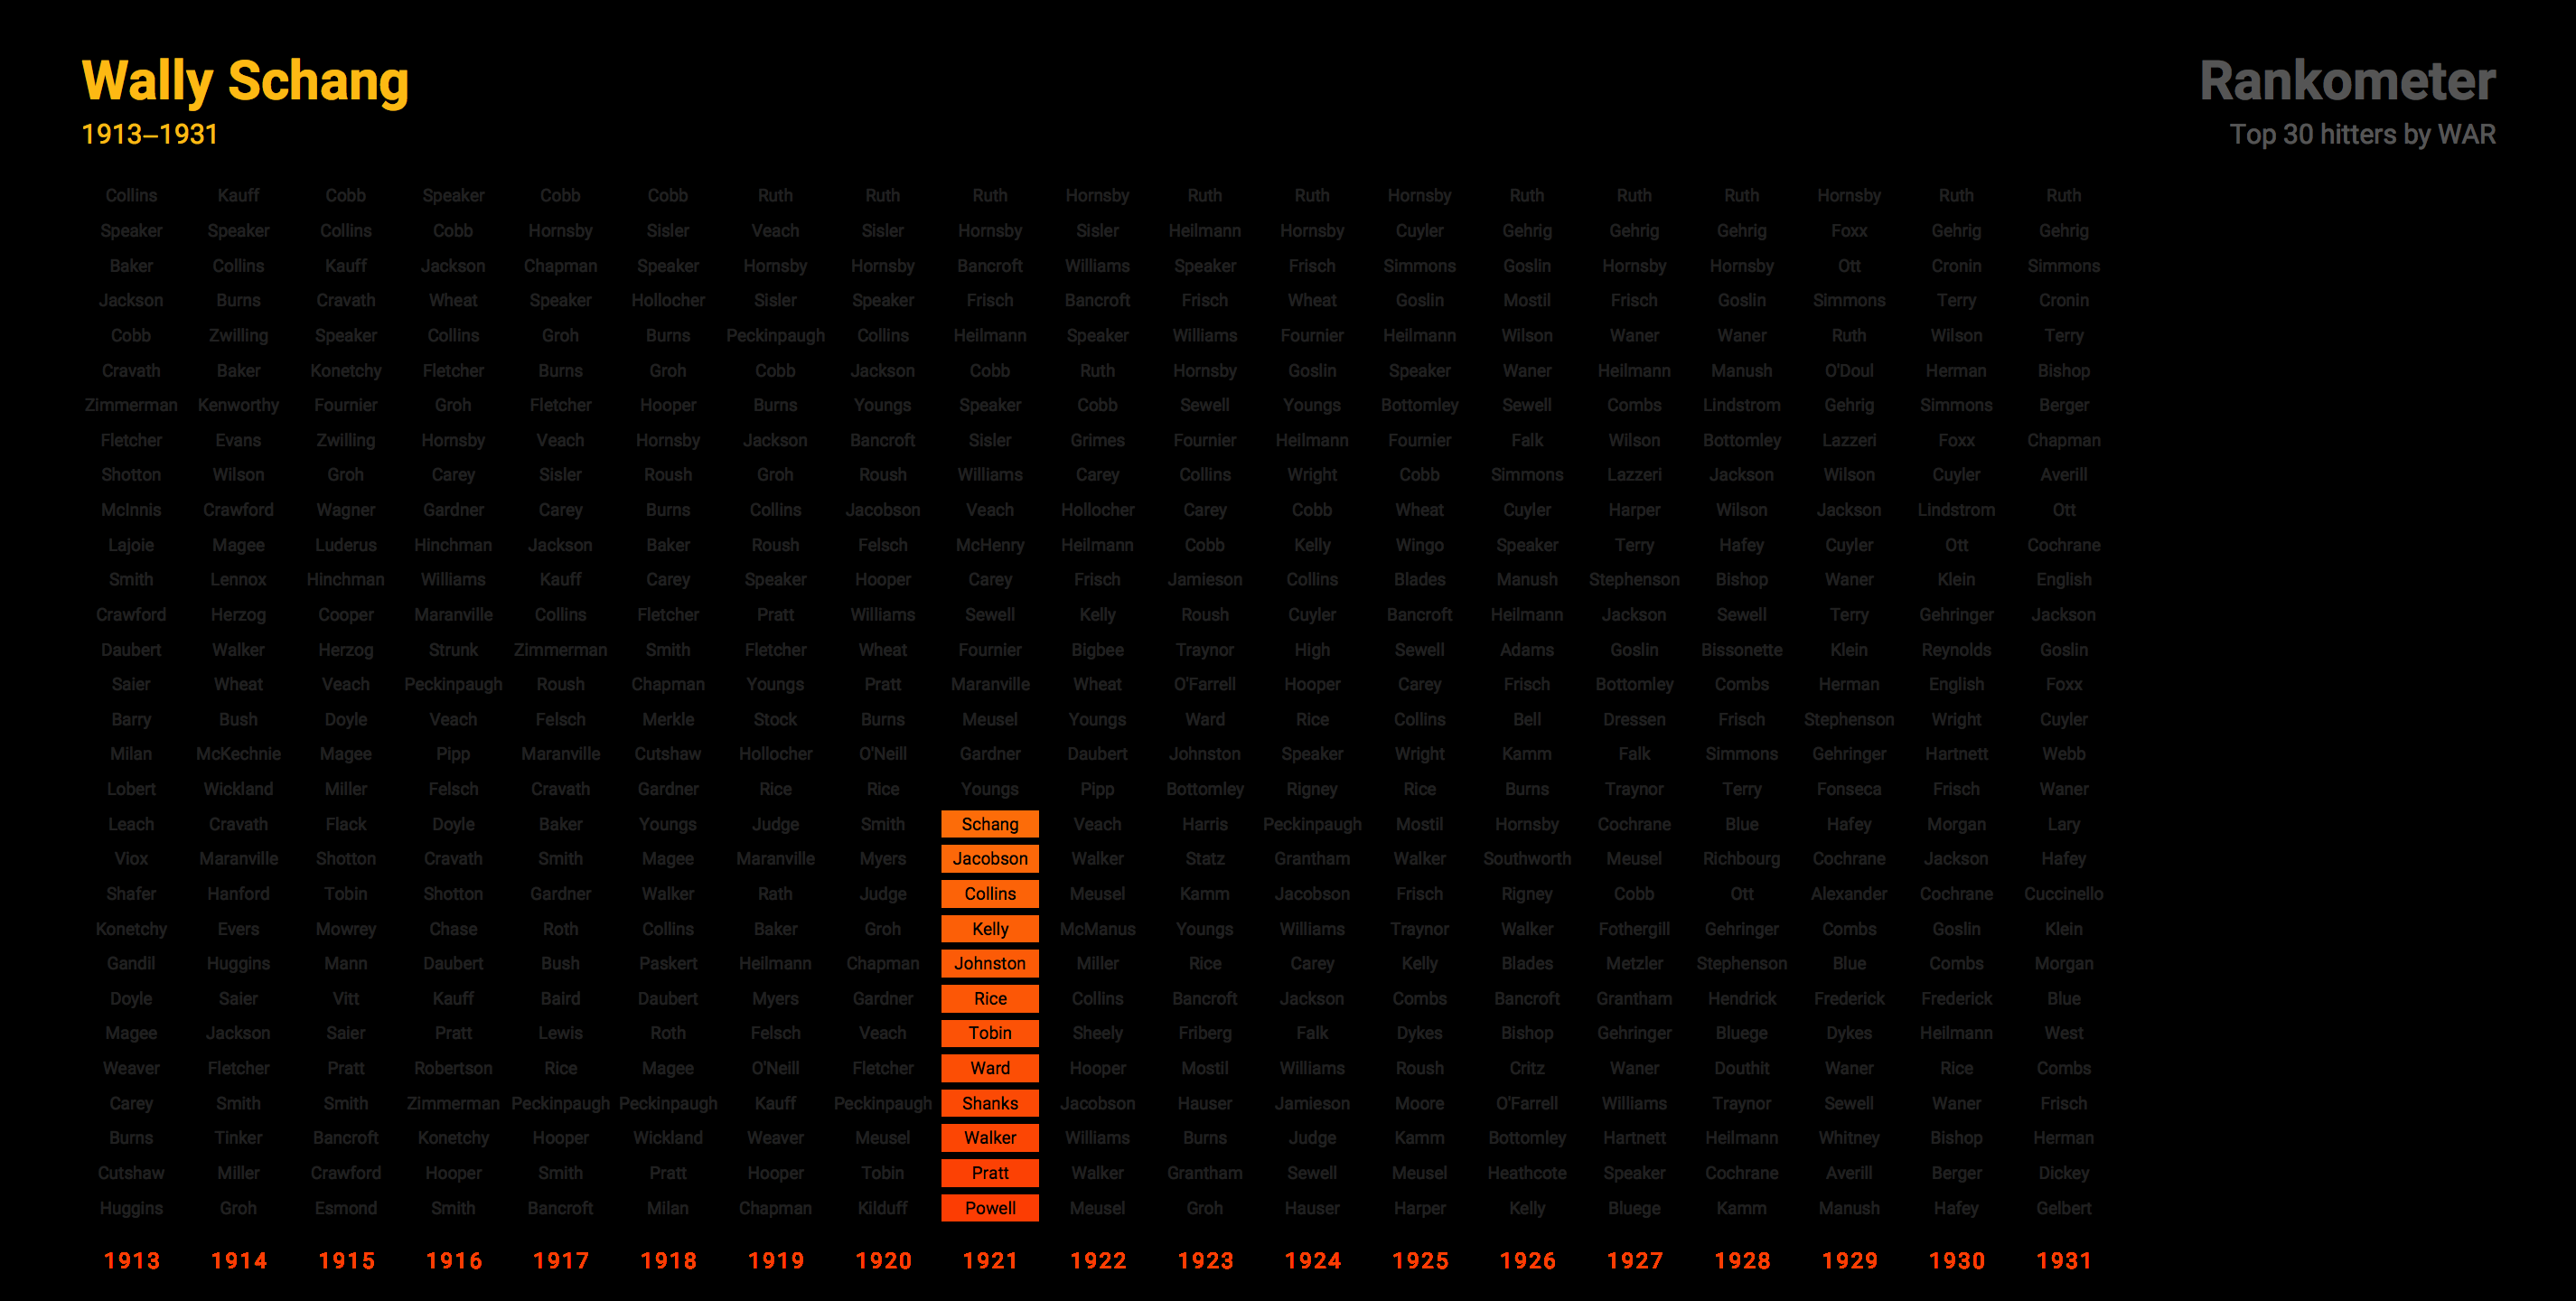 Wally Schang
1913–1931
Rankometer
Top 30 hitters by WAR
Collins Kauff Cobb Speaker Cobb Cobb Ruth Ruth Ruth Hornsby Ruth Ruth Hornsby Ruth Ruth Ruth Hornsby Ruth Ruth
Speaker Speaker Collins Cobb Hornsby Sisler Veach Sisler Hornsby Sisler Heilmann Hornsby Cuyler Gehrig Gehrig Gehrig Foxx Gehrig Gehrig
Baker Collins Kauff Jackson Chapman Speaker Hornsby Hornsby Bancroft Williams Speaker Frisch Simmons Goslin Hornsby Hornsby Ott Cronin Simmons
Jackson Burns Cravath Wheat Speaker Hollocher Sisler Speaker Frisch Bancroft Frisch Wheat Goslin Mostil Frisch Goslin Simmons Terry Cronin
Cobb Zwilling Speaker Collins Groh Burns Peckinpaugh Collins Heilmann Speaker Williams Fournier Heilmann Wilson Waner Waner Ruth Wilson Terry
Cravath Baker Konetchy Fletcher Burns Groh Cobb Jackson Cobb Ruth Hornsby Goslin Speaker Waner Heilmann Manush O'Doul Herman Bishop
Zimmerman Kenworthy Fournier Groh Fletcher Hooper Burns Youngs Speaker Cobb Sewell Youngs Bottomley Sewell Combs Lindstrom Gehrig Simmons Berger
Fletcher Evans Zwilling Hornsby Veach Hornsby Jackson Bancroft Sisler Grimes Fournier Heilmann Fournier Falk Wilson Bottomley Lazzeri Foxx Chapman
Shotton Wilson Groh Carey Sisler Roush Groh Roush Williams Carey Collins Wright Cobb Simmons Lazzeri Jackson Wilson Cuyler Averill
McInnis Crawford Wagner Gardner Carey Burns Collins Jacobson Veach Hollocher Carey Cobb Wheat Cuyler Harper Wilson Jackson Lindstrom Ott
Lajoie Magee Luderus Hinchman Jackson Baker Roush Felsch McHenry Heilmann Cobb Kelly Wingo Speaker Terry Hafey Cuyler Ott Cochrane
Smith Lennox Hinchman Williams Kauff Carey Speaker Hooper Carey Frisch Jamieson Collins Blades Manush Stephenson Bishop Waner Klein English
Crawford Herzog Cooper Maranville Collins Fletcher Pratt Williams Sewell Kelly Roush Cuyler Bancroft Heilmann Jackson Sewell Terry Gehringer Jackson
Daubert Walker Herzog Strunk Zimmerman Smith Fletcher Wheat Fournier Bigbee Traynor High Sewell Adams Goslin Bissonette Klein Reynolds Goslin
Saier Wheat Veach Peckinpaugh Roush Chapman Youngs Pratt Maranville Wheat O'Farrell Hooper Carey Frisch Bottomley Combs Herman English Foxx
Barry Bush Doyle Veach Felsch Merkle Stock Burns Meusel Youngs Ward Rice Collins Bell Dressen Frisch Stephenson Wright Cuyler
Milan McKechnie Magee Pipp Maranville Cutshaw Hollocher O'Neill Gardner Daubert Johnston Speaker Wright Kamm Falk Simmons Gehringer Hartnett Webb
Lobert Wickland Miller Felsch Cravath Gardner Rice Rice Youngs Pipp Bottomley Rigney Rice Burns Traynor Terry Fonseca Frisch Waner
Leach Cravath Flack Doyle Baker Youngs Judge Smith Schang Veach Harris Peckinpaugh Mostil Hornsby Cochrane Blue Hafey Morgan Lary
Viox Maranville Shotton Cravath Smith Magee Maranville Myers Jacobson Walker Statz Grantham Walker Southworth Meusel Richbourg Cochrane Jackson Hafey
Shafer Hanford Tobin Shotton Gardner Walker Rath Judge Collins Meusel Kamm Jacobson Frisch Rigney Cobb Ott Alexander Cochrane Cuccinello
Konetchy Evers Mowrey Chase Roth Collins Baker Groh Kelly McManus Youngs Williams Traynor Walker Fothergill Gehringer Combs Goslin Klein
Gandil Huggins Mann Daubert Bush Paskert Heilmann Chapman Johnston Miller Rice Carey Kelly Blades Metzler Stephenson Blue Combs Morgan
Doyle Saier Vitt Kauff Baird Daubert Myers Gardner Rice Collins Bancroft Jackson Combs Bancroft Grantham Hendrick Frederick Frederick Blue
Magee Jackson Saier Pratt Lewis Roth Felsch Veach Tobin Sheely Friberg Falk Dykes Bishop Gehringer Bluege Dykes Heilmann West
Weaver Fletcher Pratt Robertson Rice Magee O'Neill Fletcher Ward Hooper Mostil Williams Roush Critz Waner Douthit Waner Rice Combs
Carey Smith Smith Zimmerman Peckinpaugh Peckinpaugh Kauff Peckinpaugh Shanks Jacobson Hauser Jamieson Moore O'Farrell Williams Traynor Sewell Waner Frisch
Burns Tinker Bancroft Konetchy Hooper Wickland Weaver Meusel Walker Williams Burns Judge Kamm Bottomley Hartnett Heilmann Whitney Bishop Herman
Cutshaw Miller Crawford Hooper Smith Pratt Hooper Tobin Pratt Walker Grantham Sewell Meusel Heathcote Speaker Cochrane Averill Berger Dickey
Huggins Groh Esmond Smith Bancroft Milan Chapman Kilduff Powell Meusel Groh Hauser Harper Kelly Bluege Kamm Manush Hafey Gelbert
1913 1914 1915 1916 1917 1918 1919 1920 1921 1922 1923 1924 1925 1926 1927 1928 1929 1930 1931